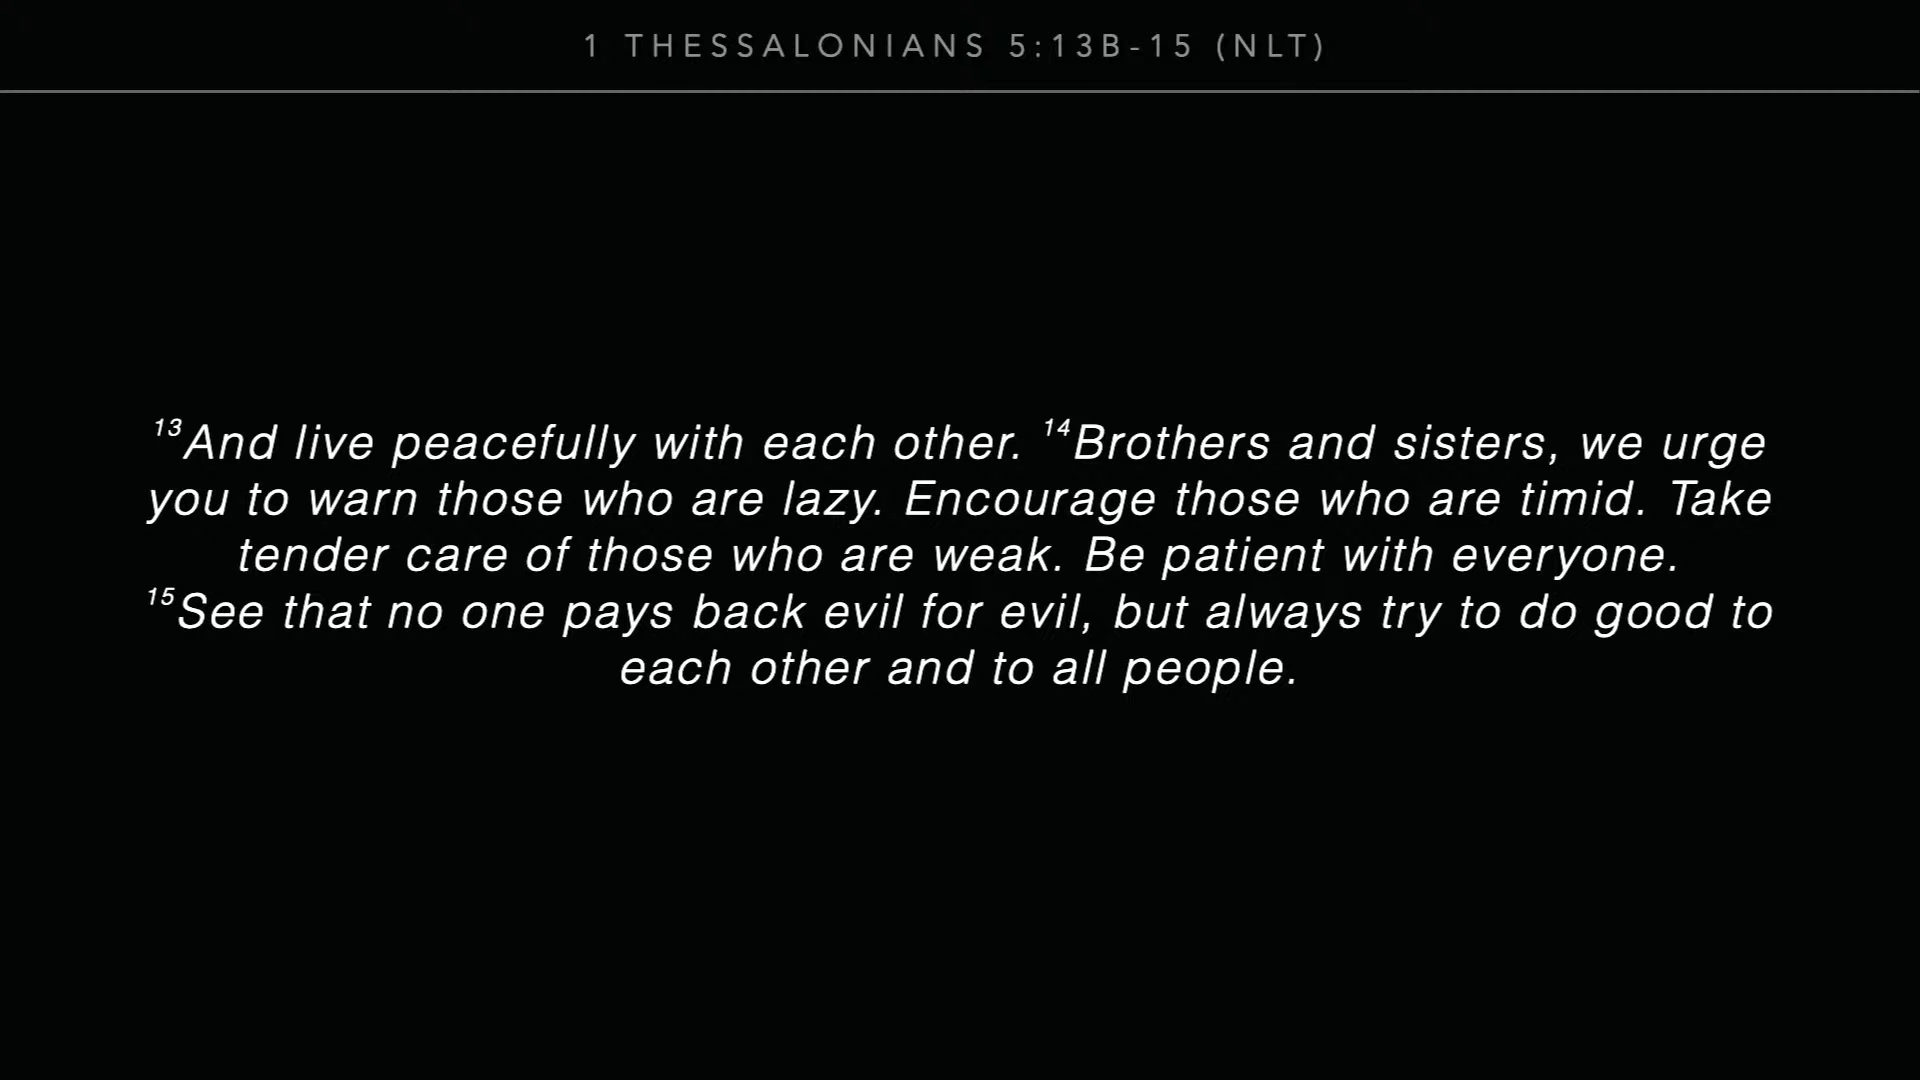 1 THESSALONIANS 5:13B-15 (NLT)
13And live peacefully with each other. 14Brothers and sisters, we urge
you to warn those who are lazy. Encourage those who are timid. Take
tender care of those who are weak. Be patient with everyone.
15See that no one pays back evil for evil, but always try to do good to
each other and to all people.